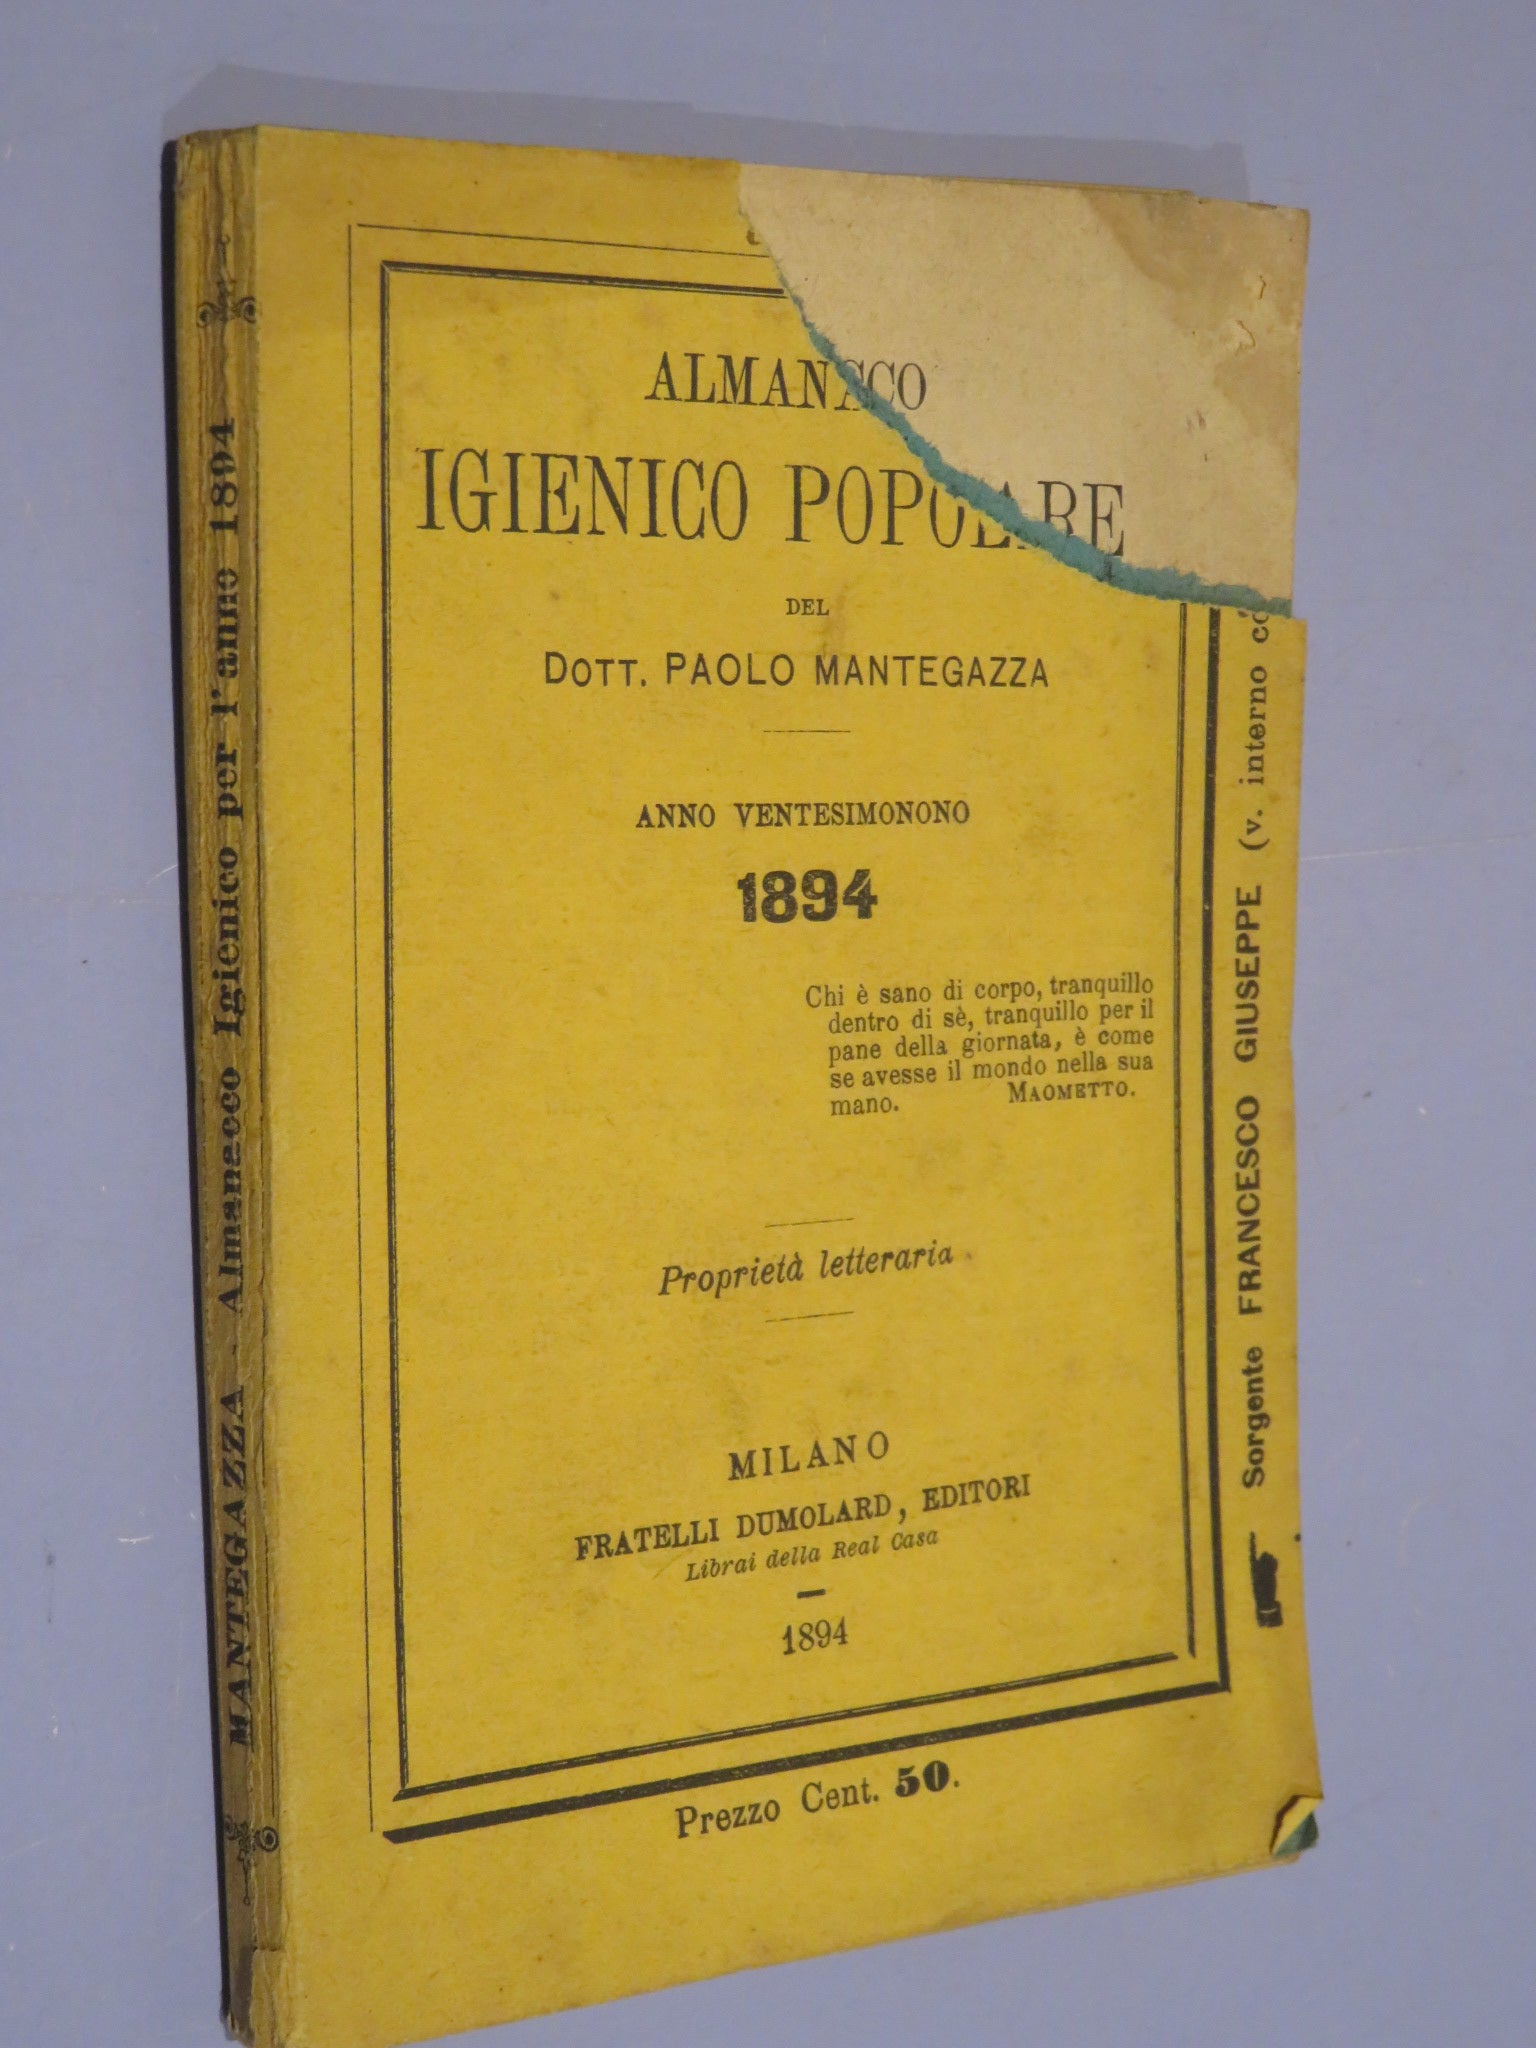 ALMANACCO
IGIENICO POPOLARE
DEL
DOTT. PAOLO MANTEGAZZA
ANNO VENTESIMONONO
1894
Chi è sano di corpo, tranquillo
dentro di sè, tranquillo per il
pane della giornata, è come
se avesse il mondo nella sua
mano. MAOMETTO.
Proprietà letteraria
MILANO
FRATELLI DUMOLARD, EDITORI
Librai della Real Casa
1894
Prezzo Cent. 50.
Sorgente FRANCESCO GIUSEPPE (v. interno
MANTEGAZZA - Almanacco Igienico per l'anno 1894